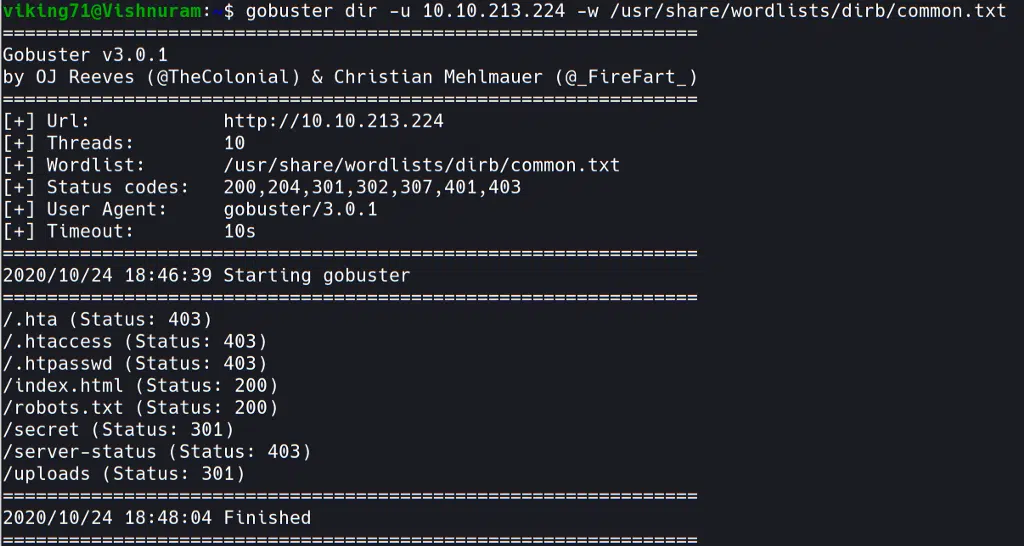 viking71@Vishnuram:~$ gobuster dir -u 10.10.213.224 -w /usr/share/wordlists/dirb/common.txt
===============================================================
Gobuster v3.0.1
by OJ Reeves (@TheColonial) & Christian Mehlmauer (@_FireFart_)
===============================================================
[+] Url:            http://10.10.213.224
[+] Threads:        10
[+] Wordlist:       /usr/share/wordlists/dirb/common.txt
[+] Status codes:   200,204,301,302,307,401,403
[+] User Agent:     gobuster/3.0.1
[+] Timeout:        10s
===============================================================
2020/10/24 18:46:39 Starting gobuster
===============================================================
/.hta (Status: 403)
/.htaccess (Status: 403)
/.htpasswd (Status: 403)
/index.html (Status: 200)
/robots.txt (Status: 200)
/secret (Status: 301)
/server-status (Status: 403)
/uploads (Status: 301)
===============================================================
2020/10/24 18:48:04 Finished
===============================================================